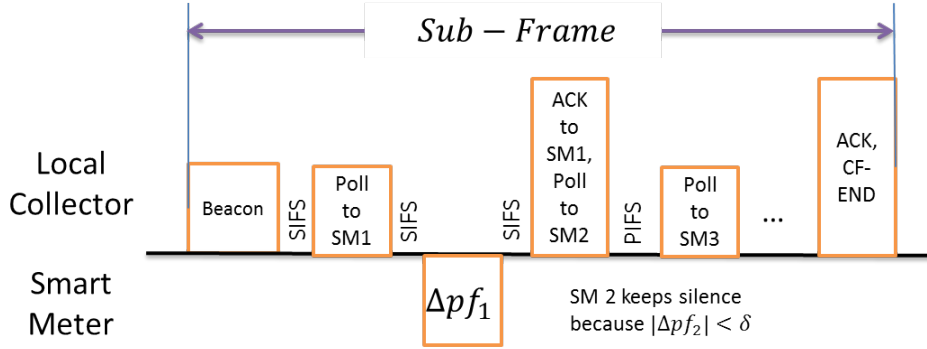 Sub − Frame
Local
Collector
Beacon
SIFS
Poll
to
SM1
SIFS
SIFS
ACK
to
SM1,
Poll
to
SM2
PIFS
Poll
to
SM3
...
ACK,
CF-
END
Smart
Meter
Δpf₁
SM 2 keeps silence
because |Δpf₂| < δ